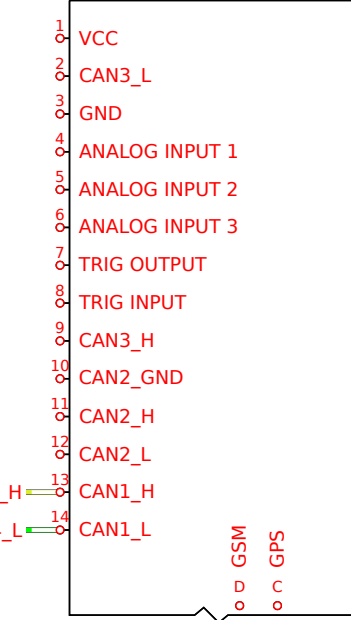 1 VCC
2 CAN3_L
3 GND
4 ANALOG INPUT 1
5 ANALOG INPUT 2
6 ANALOG INPUT 3
7 TRIG OUTPUT
8 TRIG INPUT
9 CAN3_H
10 CAN2_GND
11 CAN2_H
12 CAN2_L
_H 13 CAN1_H
_L 14 CAN1_L
GSM GPS
D C